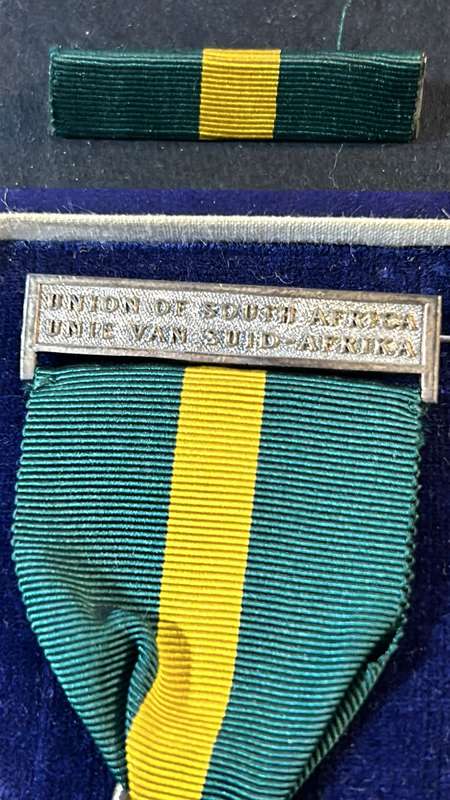 UNION OF SOUTH AFRICA
UNIE VAN SUID-AFRIKA